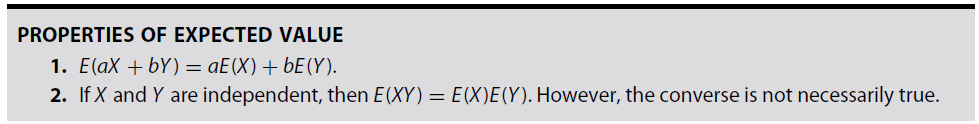 PROPERTIES OF EXPECTED VALUE
1. E(aX + bY) = aE(X) + bE(Y).
2. If X and Y are independent, then E(XY) = E(X)E(Y). However, the converse is not necessarily true.